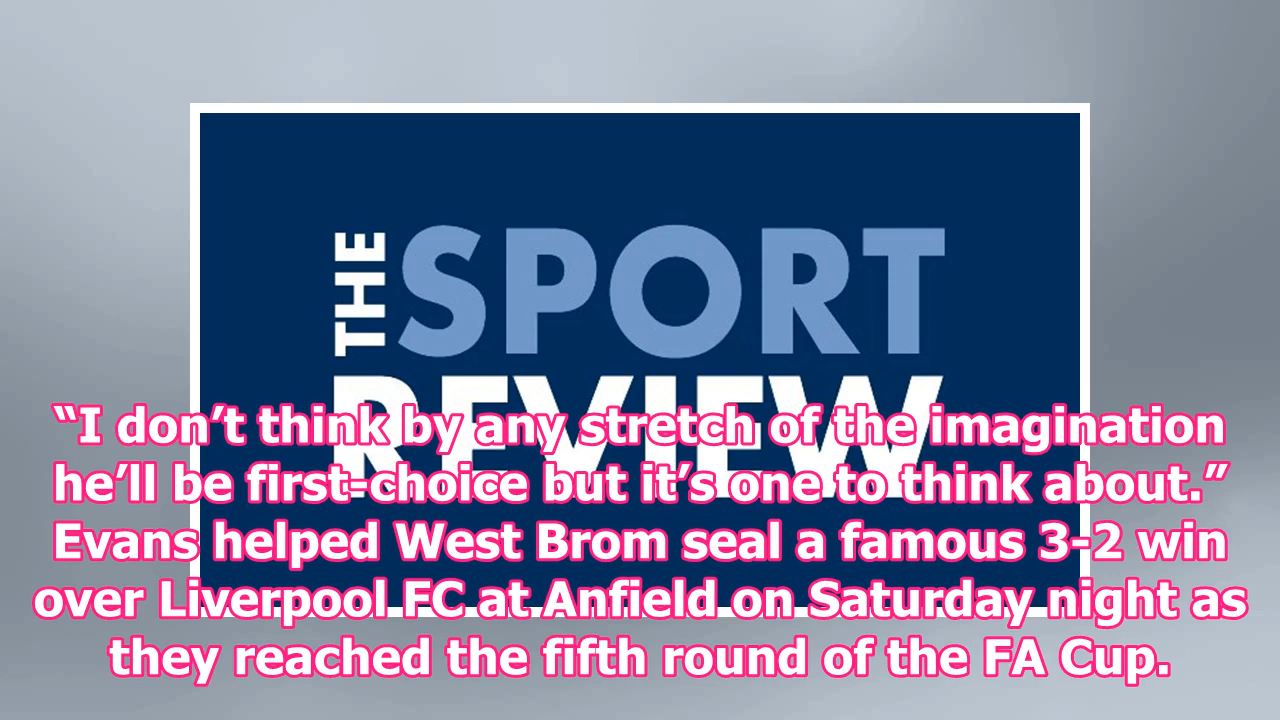 THE
SPORT
REVIEW
“I don’t think by any stretch of the imagination
he’ll be first-choice but it’s one to think about.”
Evans helped West Brom seal a famous 3-2 win
over Liverpool FC at Anfield on Saturday night as
they reached the fifth round of the FA Cup.